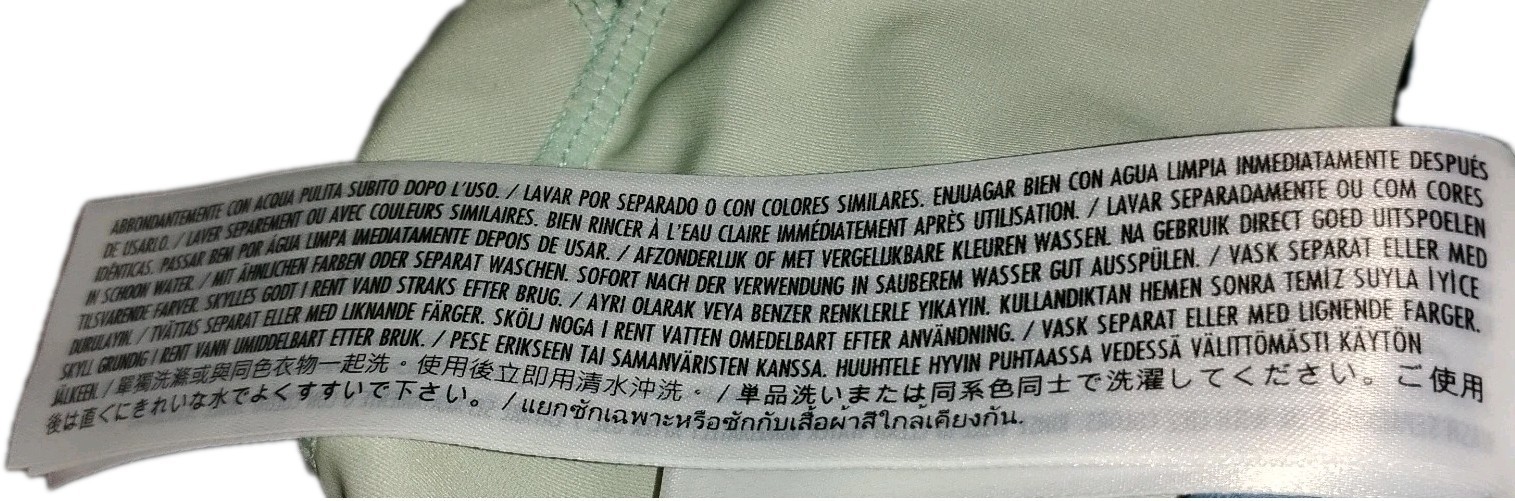 ABBONDANTEMENTE CON ACQUA PULITA SUBITO DOPO L'USO. / LAVAR POR SEPARADO O CON COLORES SIMILARES. ENJUAGAR BIEN CON AGUA LIMPIA INMEDIATAMENTE DESPUÉS
DE USARLO. / LAVER SÉPAREMENT OU AVEC COULEURS SIMILAIRES. BIEN RINCER À L'EAU CLAIRE IMMÉDIATEMENT APRÈS UTILISATION. / LAVAR SEPARADAMENTE OU COM CORES
IDÊNTICAS. PASSAR BEM POR ÁGUA LIMPA IMEDIATAMENTE DEPOIS DE USAR. / AFZONDERLIJK OF MET VERGELIJKBARE KLEUREN WASSEN. NA GEBRUIK DIRECT GOED UITSPOELEN
IN SCHOON WATER. / MIT ÄHNLICHEN FARBEN ODER SEPARAT WASCHEN. SOFORT NACH DER VERWENDUNG IN SAUBEREM WASSER GUT AUSSPÜLEN. / VASK SEPARAT ELLER MED
TILSVARENDE FARVER. SKYLLES GODT I RENT VAND STRAKS EFTER BRUG. / AYRI OLARAK VEYA BENZER RENKLERLE YIKAYIN. KULLANDIKTAN HEMEN SONRA TEMİZ SUYLA İYİCE
DURULAYIN. / TVÄTTAS SEPARAT ELLER MED LIKNANDE FÄRGER. SKÖLJ NOGA I RENT VATTEN OMEDELBART EFTER ANVÄNDNING. / VASK SEPARAT ELLER MED LIGNENDE FARGER.
SKYLL GRUNDIG I RENT VANN UMIDDELBART ETTER BRUK. / PESE ERIKSEEN TAI SAMANVÄRISTEN KANSSA. HUUHTELE HYVIN PUHTAASSA VEDESSÄ VÄLITTÖMÄSTI KÄYTÖN
JÄLKEEN. / 單獨洗滌或與同色衣物一起洗。使用後立即用清水沖洗。 / 単品洗いまたは同系色同士で洗濯してください。ご使用
後は直ぐにきれいな水でよくすすいで下さい。 / แยกซักเฉพาะหรือซักกับเสื้อผ้าสีใกล้เคียงกัน.